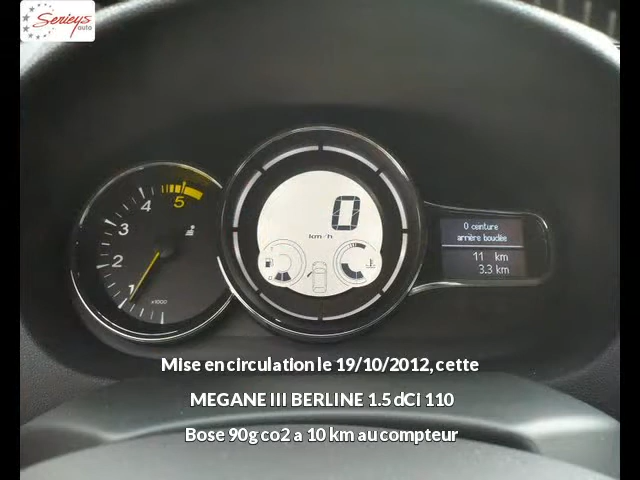 Serieys
auto
0
km/h
1
2
3
4
5
x1000
0 ceinture
arrière bouclée
11 km
3.3 km
Mise en circulation le 19/10/2012, cette
MEGANE III BERLINE 1.5 dCI 110
Bose 90g co2 a 10 km au compteur